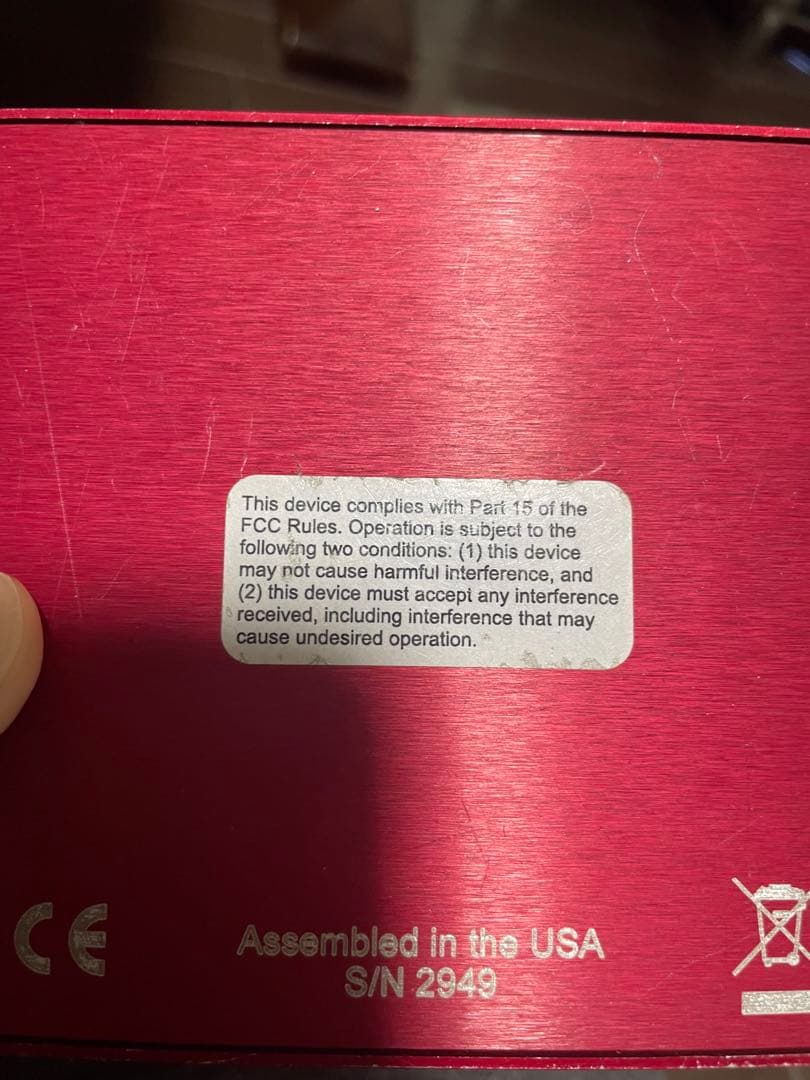 This device complies with Part 15 of the
FCC Rules. Operation is subject to the
following two conditions: (1) this device
may not cause harmful interference, and
(2) this device must accept any interference
received, including interference that may
cause undesired operation.
CE
Assembled in the USA
S/N 2949